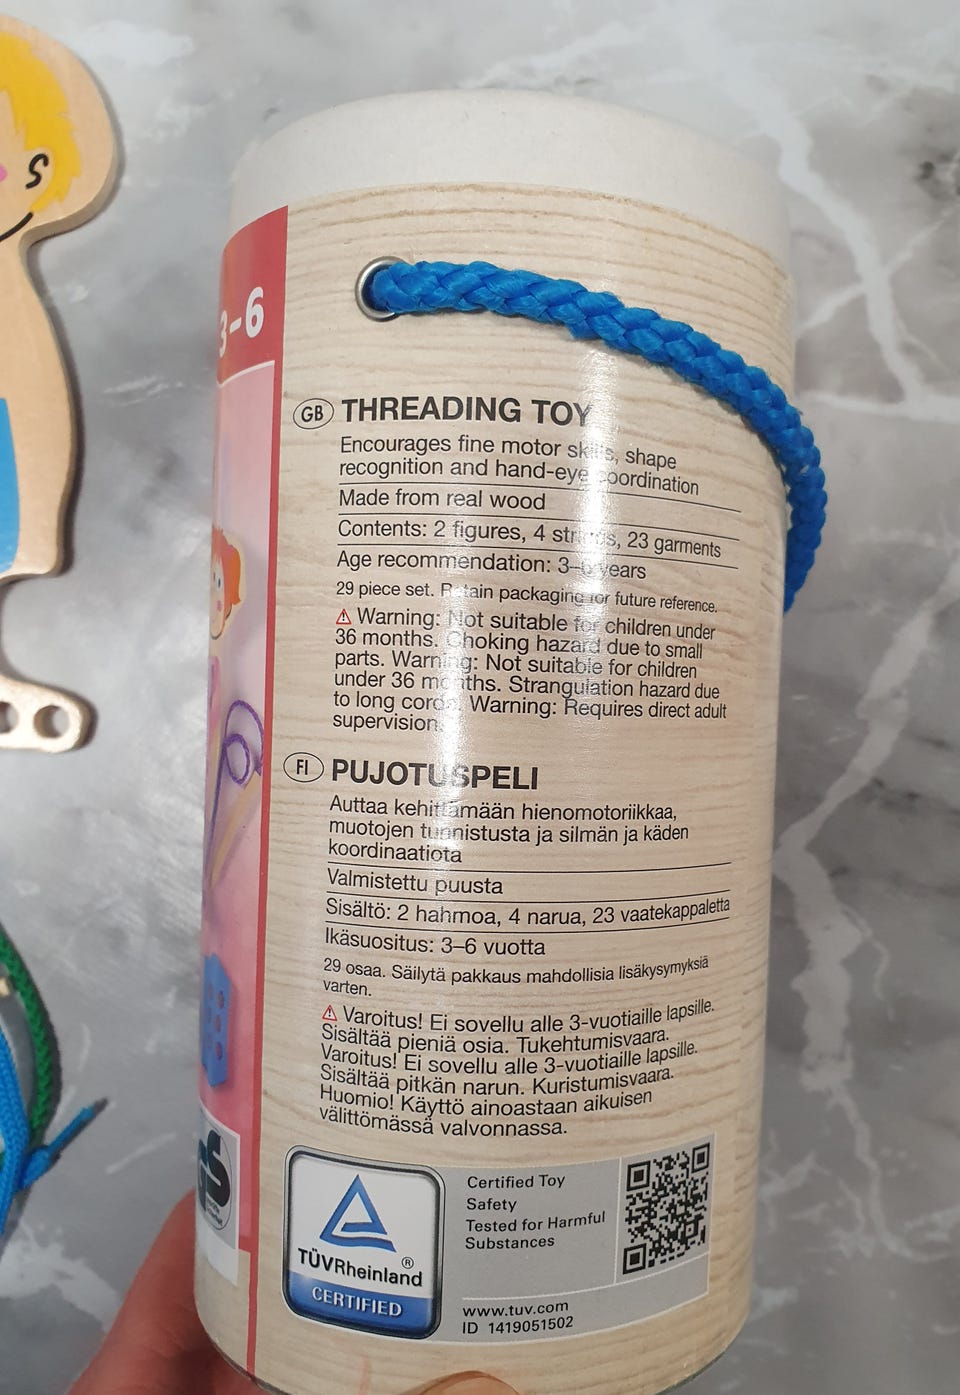 3-6
GB THREADING TOY
Encourages fine motor skills, shape
recognition and hand-eye coordination
Made from real wood
Contents: 2 figures, 4 strings, 23 garments
Age recommendation: 3–6 years
29 piece set. Retain packaging for future reference.
Warning: Not suitable for children under
36 months. Choking hazard due to small
parts. Warning: Not suitable for children
under 36 months. Strangulation hazard due
to long cords. Warning: Requires direct adult
supervision.
FI PUJOTUSPELI
Auttaa kehittämään hienomotoriikkaa,
muotojen tunnistusta ja silmän ja käden
koordinaatiota
Valmistettu puusta
Sisältö: 2 hahmoa, 4 narua, 23 vaatekappaletta
Ikäsuositus: 3–6 vuotta
29 osaa. Säilytä pakkaus mahdollisia lisäkysymyksiä
varten.
Varoitus! Ei sovellu alle 3-vuotiaille lapsille.
Sisältää pieniä osia. Tukehtumisvaara.
Varoitus! Ei sovellu alle 3-vuotiaille lapsille.
Sisältää pitkän narun. Kuristumisvaara.
Huomio! Käyttö ainoastaan aikuisen
välittömässä valvonnassa.
GS
TÜVRheinland®
CERTIFIED
Certified Toy
Safety
Tested for Harmful
Substances
www.tuv.com
ID 1419051502